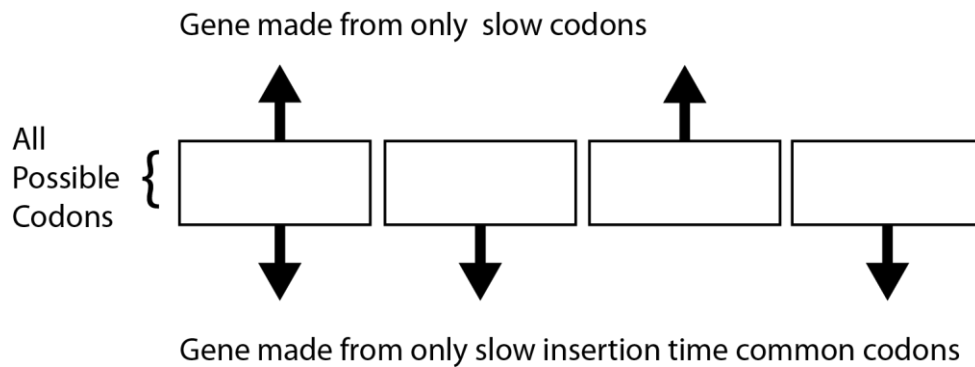 Gene made from only slow codons
All
Possible
Codons
{
Gene made from only slow insertion time common codons